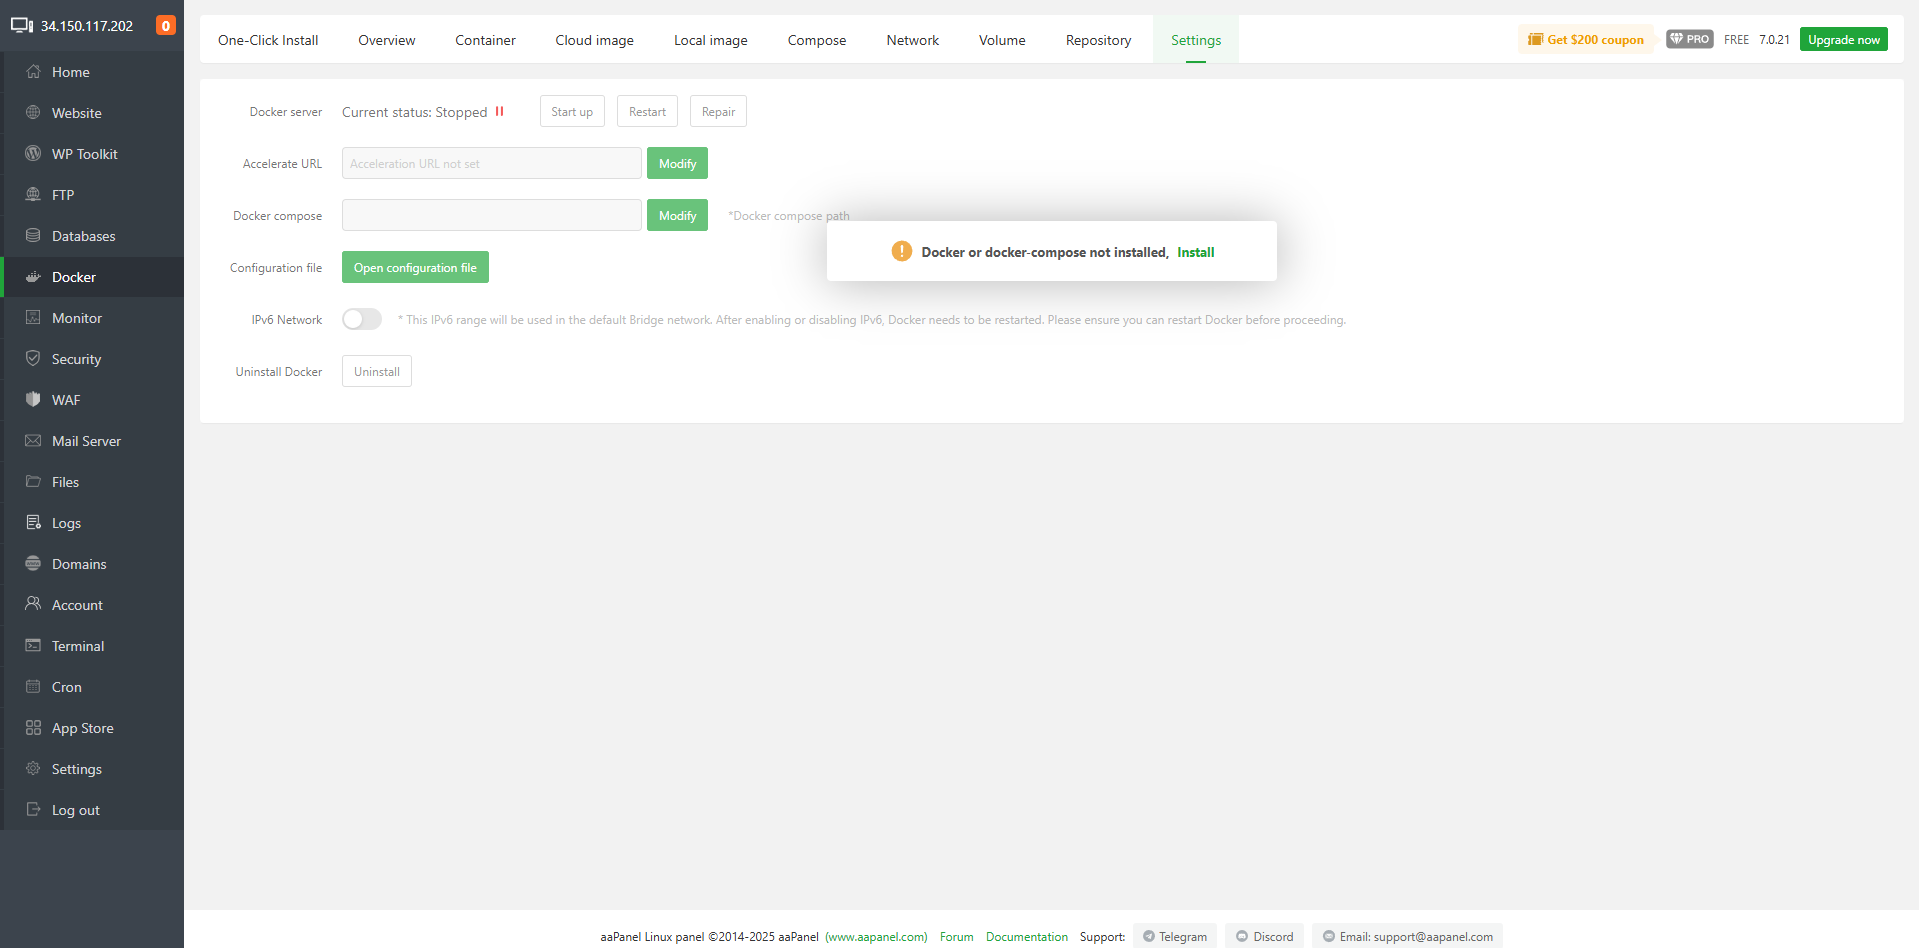 34.150.117.202 0
Home
Website
WP Toolkit
FTP
Databases
Docker
Monitor
Security
WAF
Mail Server
Files
Logs
Domains
Account
Terminal
Cron
App Store
Settings
Log out
One-Click Install Overview Container Cloud image Local image Compose Network Volume Repository Settings Get $200 coupon PRO FREE 7.0.21 Upgrade now
Docker server Current status: Stopped Start up Restart Repair
Accelerate URL Acceleration URL not set Modify
Docker compose Modify *Docker compose path
Docker or docker-compose not installed, Install
Configuration file Open configuration file
IPv6 Network * This IPv6 range will be used in the default Bridge network. After enabling or disabling IPv6, Docker needs to be restarted. Please ensure you can restart Docker before proceeding.
Uninstall Docker Uninstall
aaPanel Linux panel ©2014-2025 aaPanel (www.aapanel.com) Forum Documentation Support: Telegram Discord Email: support@aapanel.com